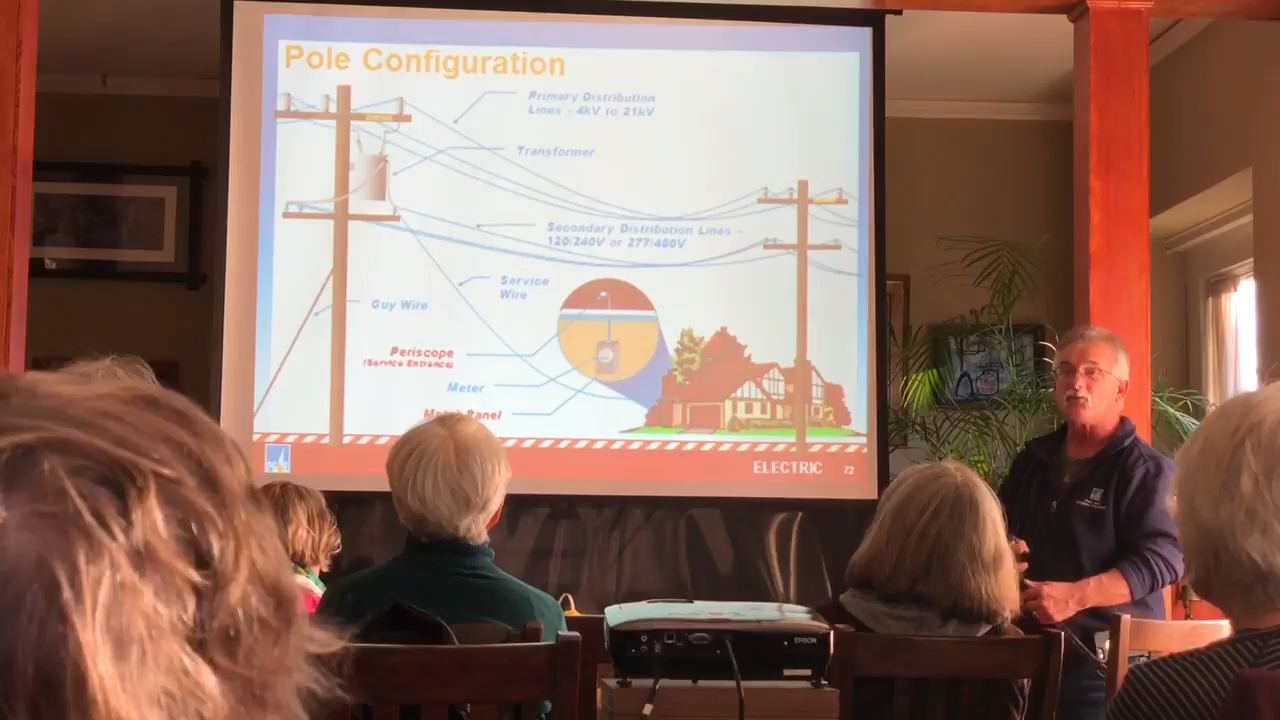 Pole Configuration
Primary Distribution
Lines - 4kV to 21kV
Transformer
Secondary Distribution Lines -
120/240V or 277/480V
Service
Wire
Guy Wire
Periscope
(Service Entrance)
Meter
Panel
ELECTRIC 72
EPSON